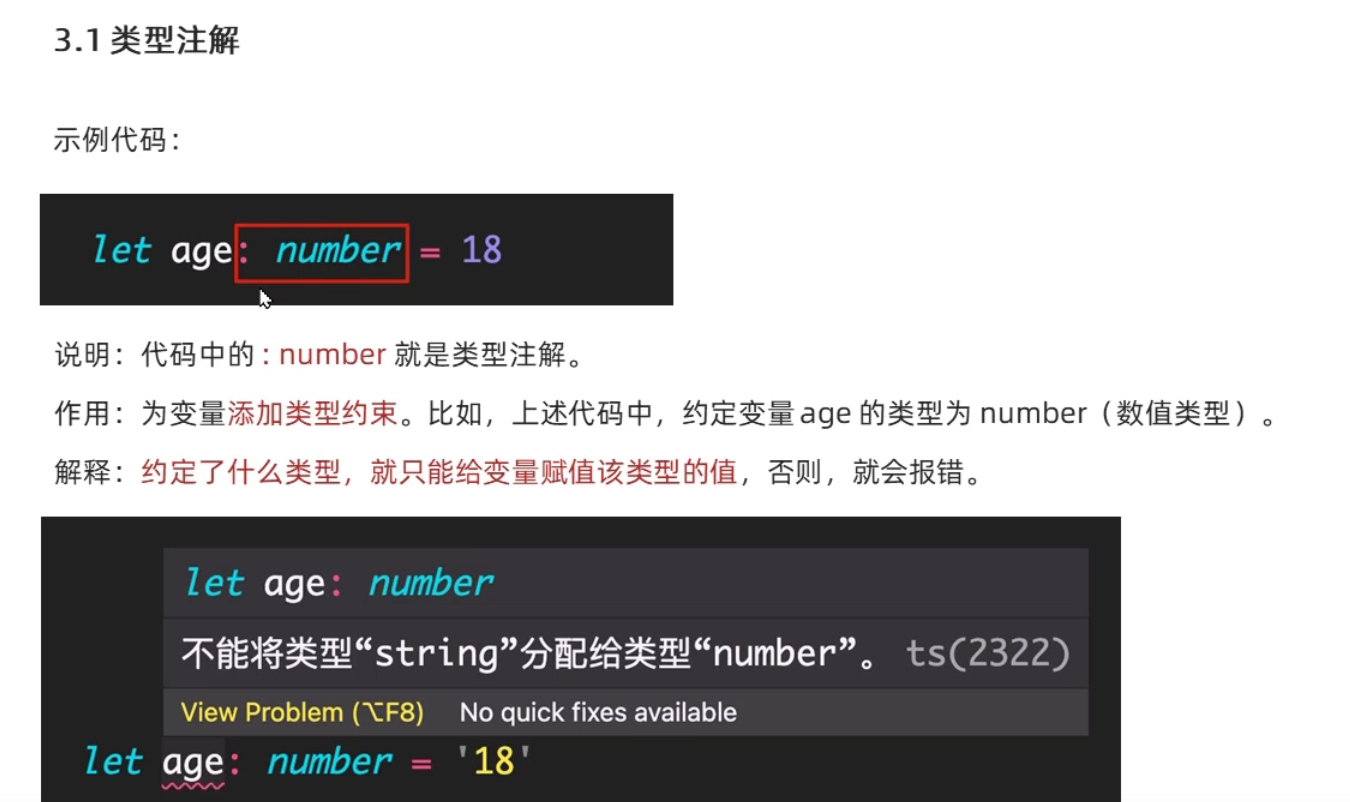 3.1 类型注解
示例代码：
let age: number = 18
说明：代码中的 : number 就是类型注解。
作用：为变量添加类型约束。比如，上述代码中，约定变量 age 的类型为 number（数值类型）。
解释：约定了什么类型，就只能给变量赋值该类型的值，否则，就会报错。
let age: number
不能将类型“string”分配给类型“number”。 ts(2322)
View Problem (⌥F8) No quick fixes available
let age: number = '18'